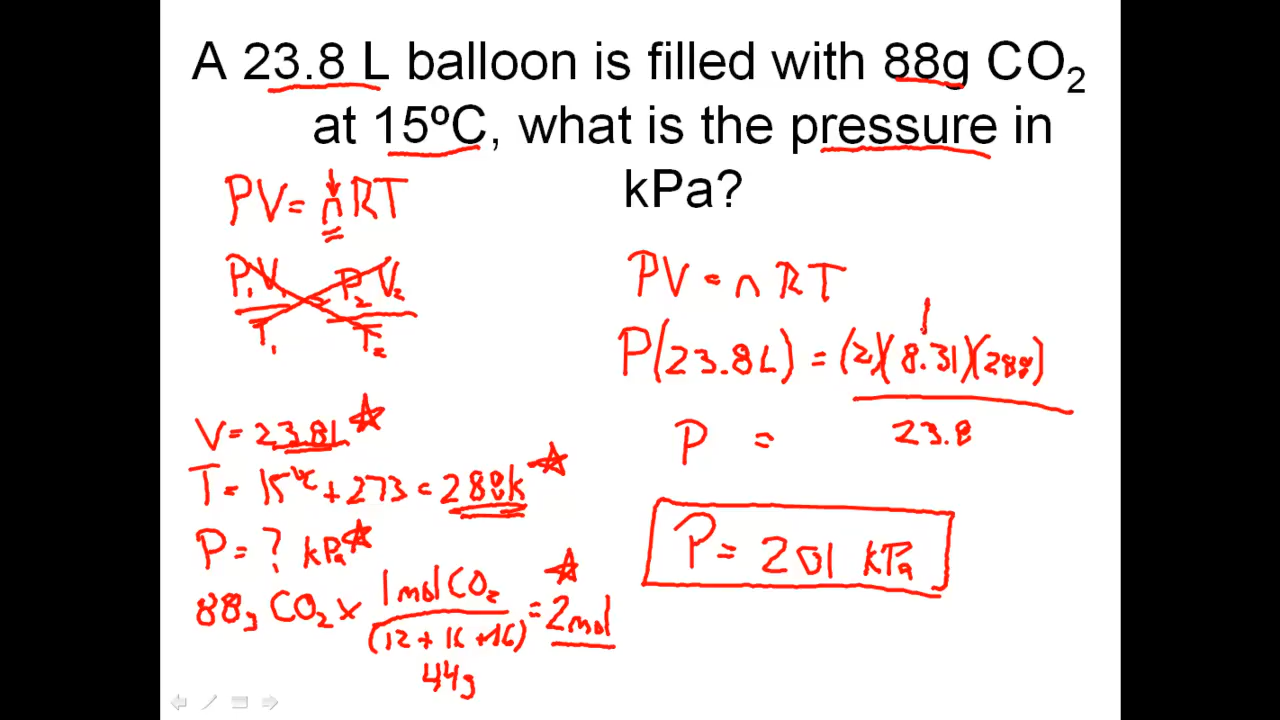 A 23.8 L balloon is filled with 88g CO₂
at 15ºC, what is the pressure in
kPa?
PV = nRT
P₁V₁ = P₂V₂
T₁ T₂
V = 23.8L
T = 15°C + 273 = 288k
P = ? kPa
1 mol CO₂
88g CO₂ x = 2mol
(12 + 16 + 16)
44g
PV = nRT
P(23.8L) = (2)(8.31)(288)
P = 23.8
P = 201 kPa